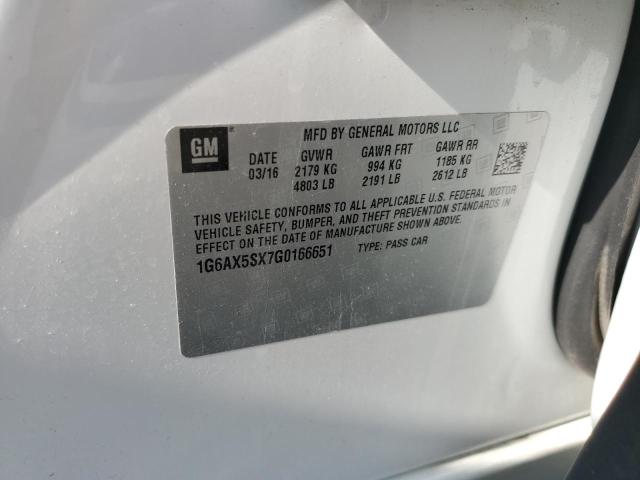 GM
MFD BY GENERAL MOTORS LLC
DATE GVWR GAWR FRT GAWR RR
03/16 2179 KG 994 KG 1185 KG
4803 LB 2191 LB 2612 LB
THIS VEHICLE CONFORMS TO ALL APPLICABLE U.S. FEDERAL MOTOR
VEHICLE SAFETY, BUMPER, AND THEFT PREVENTION STANDARDS IN
EFFECT ON THE DATE OF MANUFACTURE SHOWN ABOVE.
1G6AX5SX7G0166651 TYPE: PASS CAR